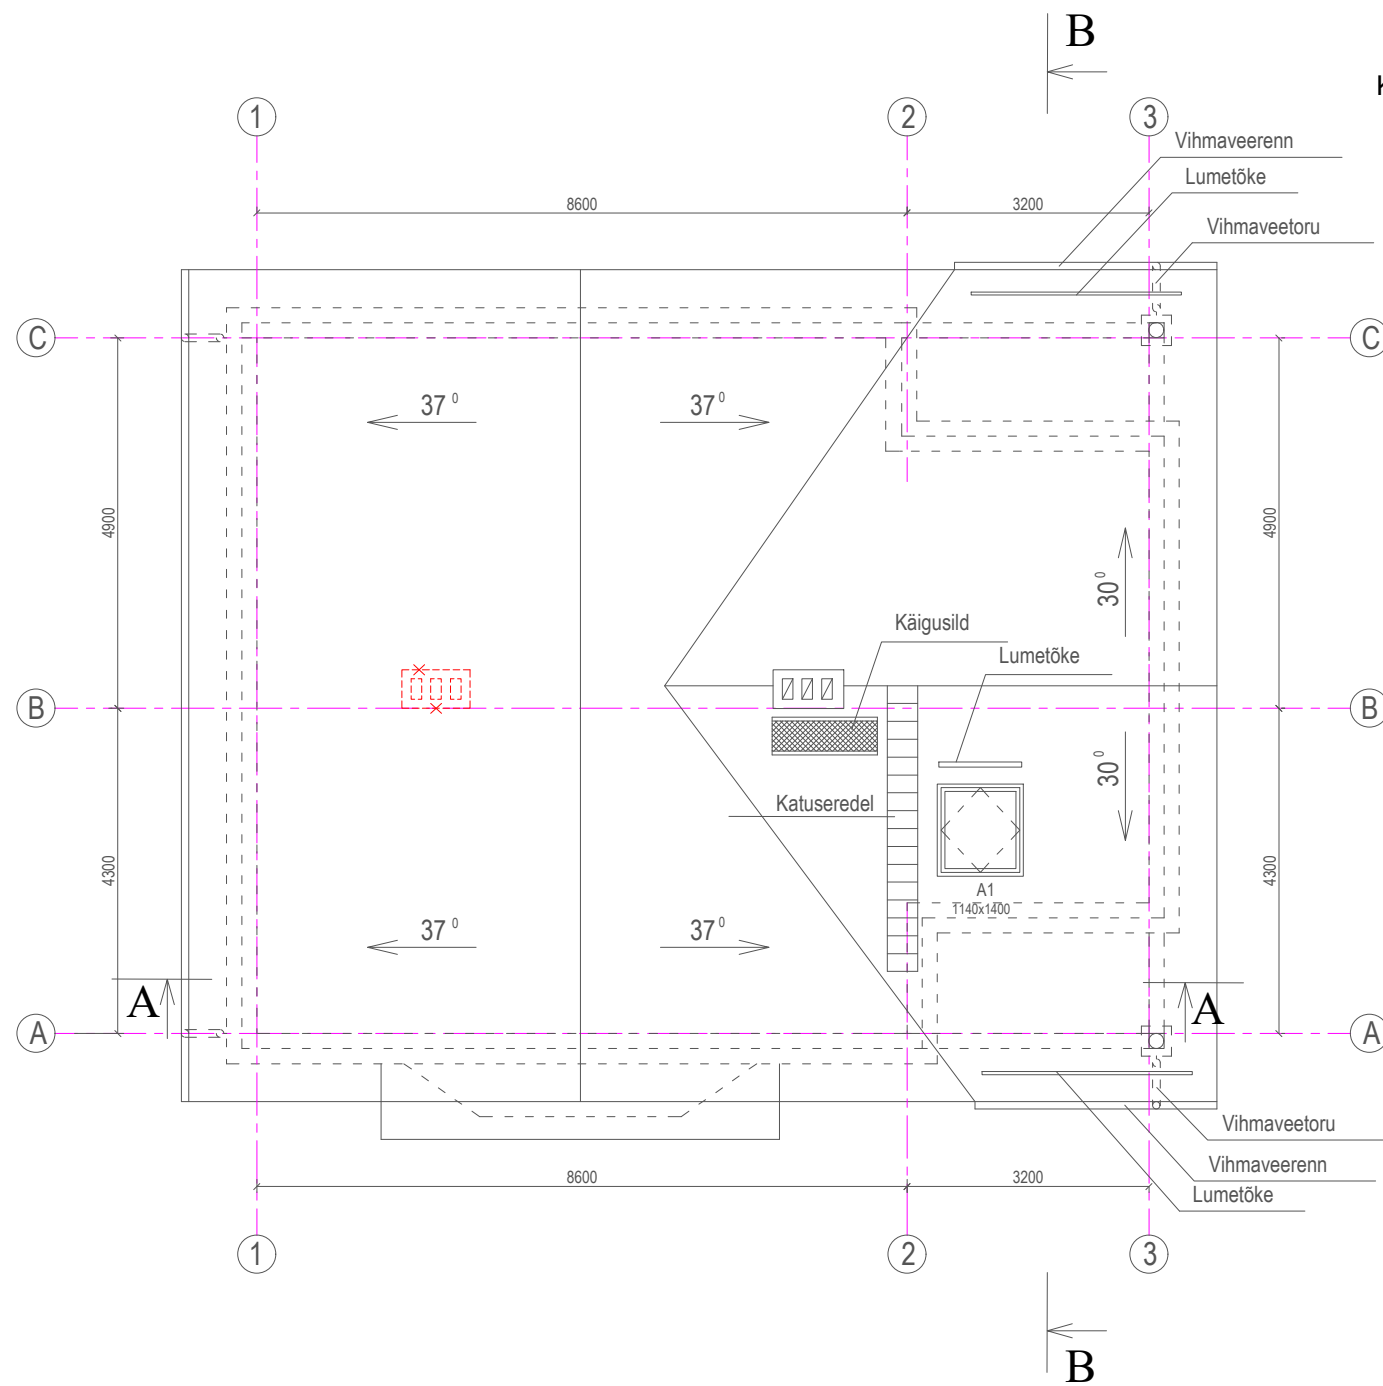 B
K
1
2
3
Vihmaveerenn
Lumetõke
8600
3200
Vihmaveetoru
C
C
37 0
37 0
4900
4900
30 0
Käigusild
Lumetõke
B
B
30 0
Katuseredel
4300
4300
A1
1140x1400
37 0
37 0
A
A
A
A
Vihmaveetoru
Vihmaveerenn
8600
3200
Lumetõke
1
2
3
B